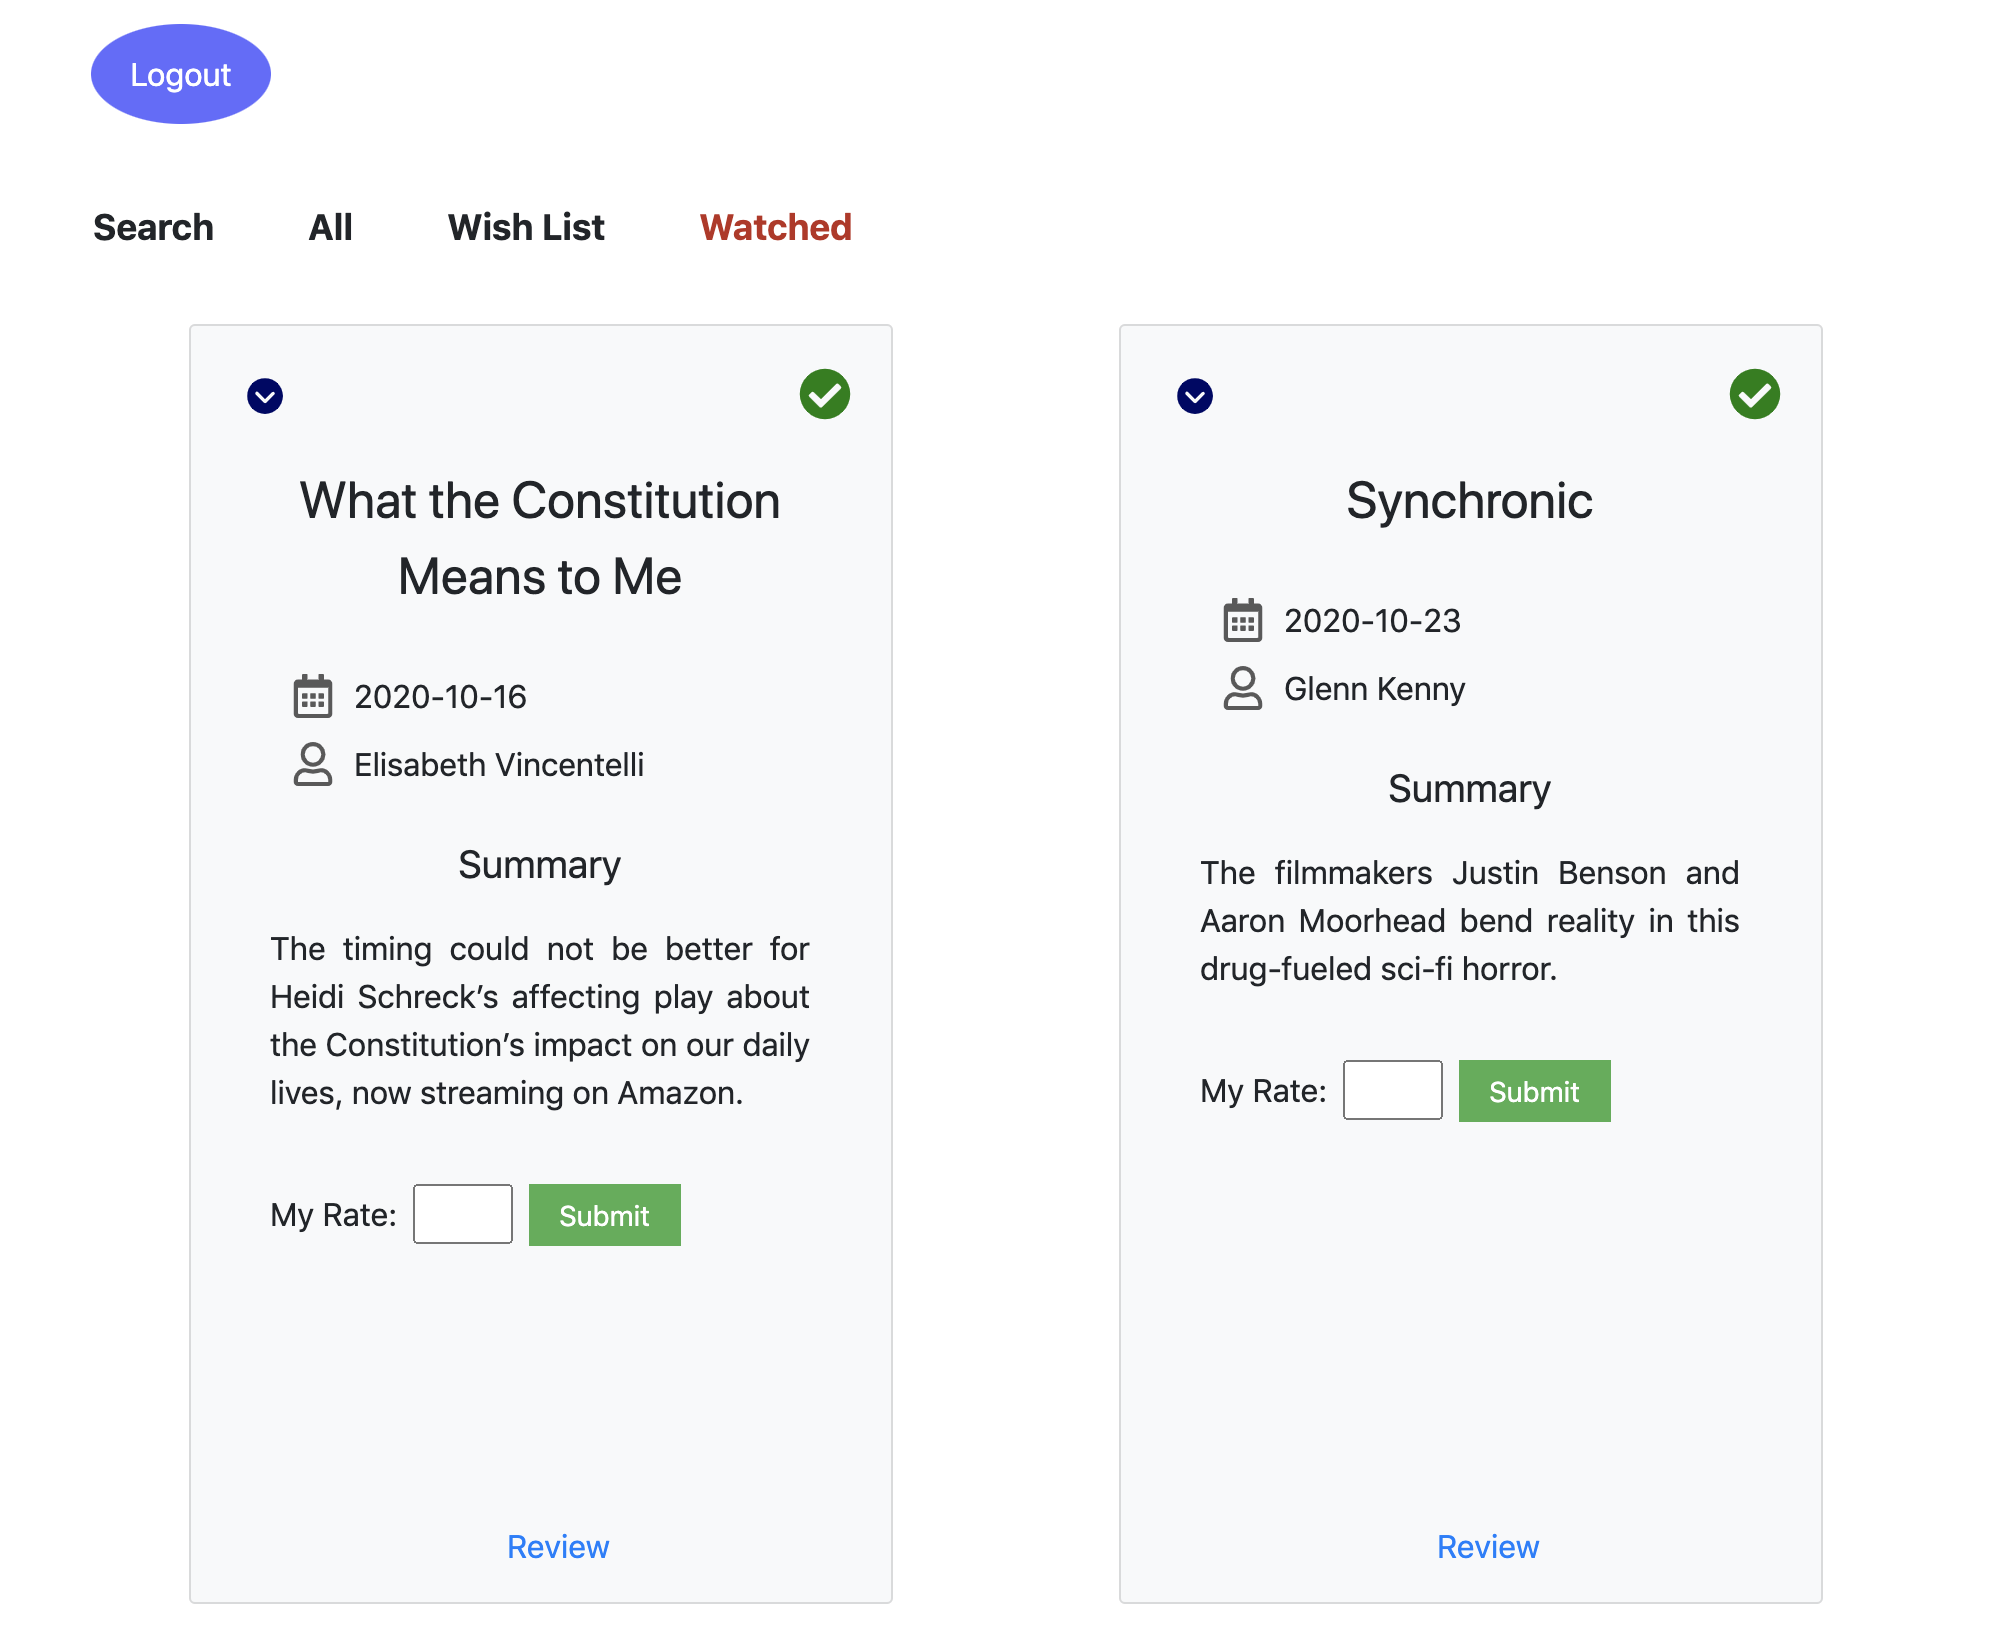 Logout
Search All Wish List Watched
What the Constitution
Means to Me
2020-10-16
Elisabeth Vincentelli
Summary
The timing could not be better for
Heidi Schreck’s affecting play about
the Constitution’s impact on our daily
lives, now streaming on Amazon.
My Rate: Submit
Review
Synchronic
2020-10-23
Glenn Kenny
Summary
The filmmakers Justin Benson and
Aaron Moorhead bend reality in this
drug-fueled sci-fi horror.
My Rate: Submit
Review